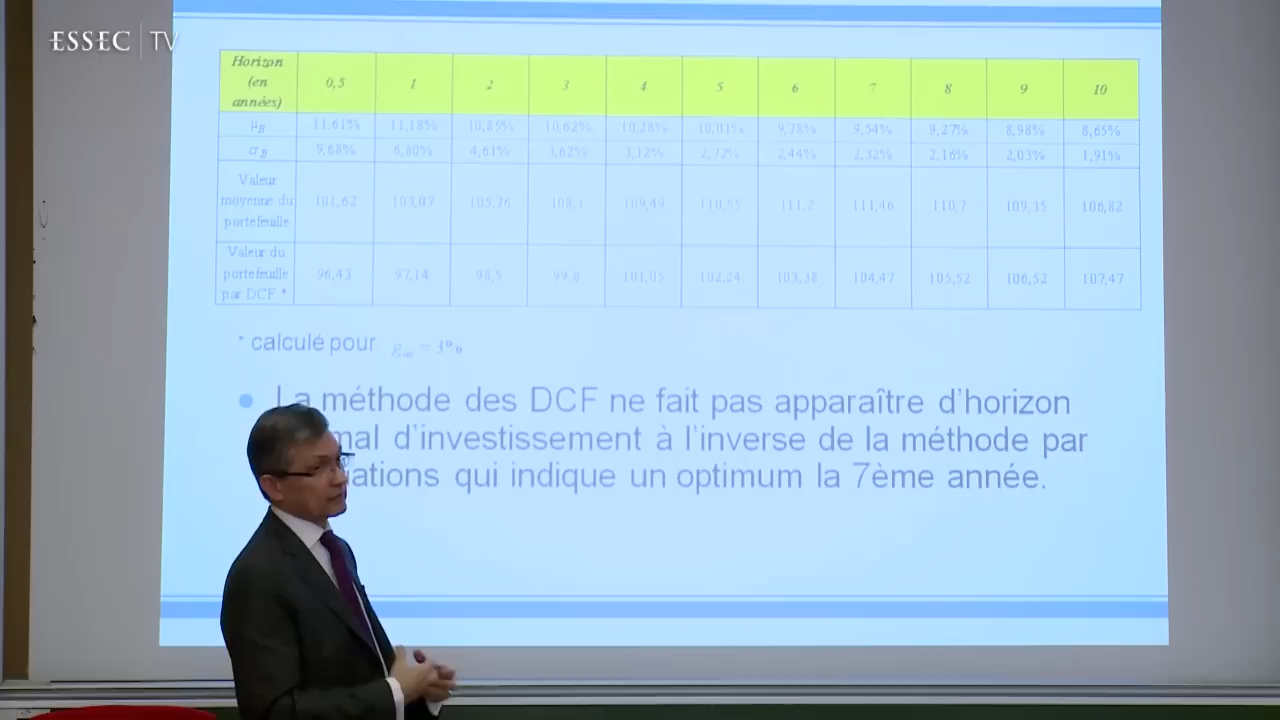 ESSEC TV
Horizon (en années) 0,5 1 2 3 4 5 6 7 8 9 10
μB 11,61% 11,18% 10,85% 10,62% 10,28% 10,01% 9,78% 9,54% 9,27% 8,98% 8,65%
σB 9,68% 6,80% 4,61% 3,62% 3,12% 2,72% 2,44% 2,32% 2,16% 2,03% 1,91%
Valeur moyenne du portefeuille 101,62 103,07 105,76 108,1 109,49 110,55 111,2 111,46 110,7 109,35 106,82
Valeur du portefeuille par DCF * 96,43 97,14 98,5 99,8 101,05 102,24 103,38 104,47 105,52 106,52 107,47
* calculé pour g∞ = 3%
La méthode des DCF ne fait pas apparaître d'horizon
mal d'investissement à l'inverse de la méthode par
iations qui indique un optimum la 7ème année.